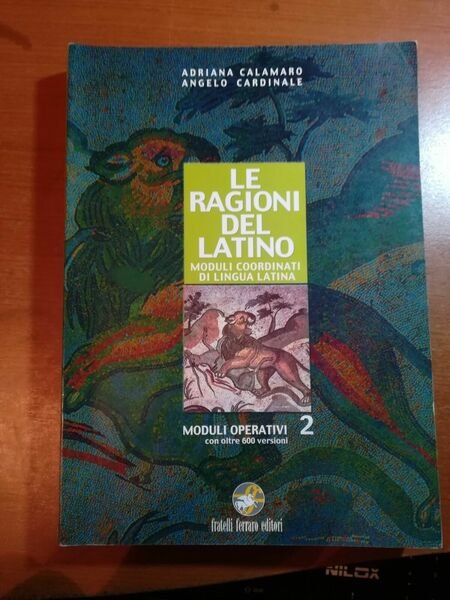 ADRIANA CALAMARO
ANGELO CARDINALE
LE
RAGIONI
DEL
LATINO
MODULI COORDINATI
DI LINGUA LATINA
MODULI OPERATIVI 2
con oltre 600 versioni
fratelli ferraro editori
NILOX